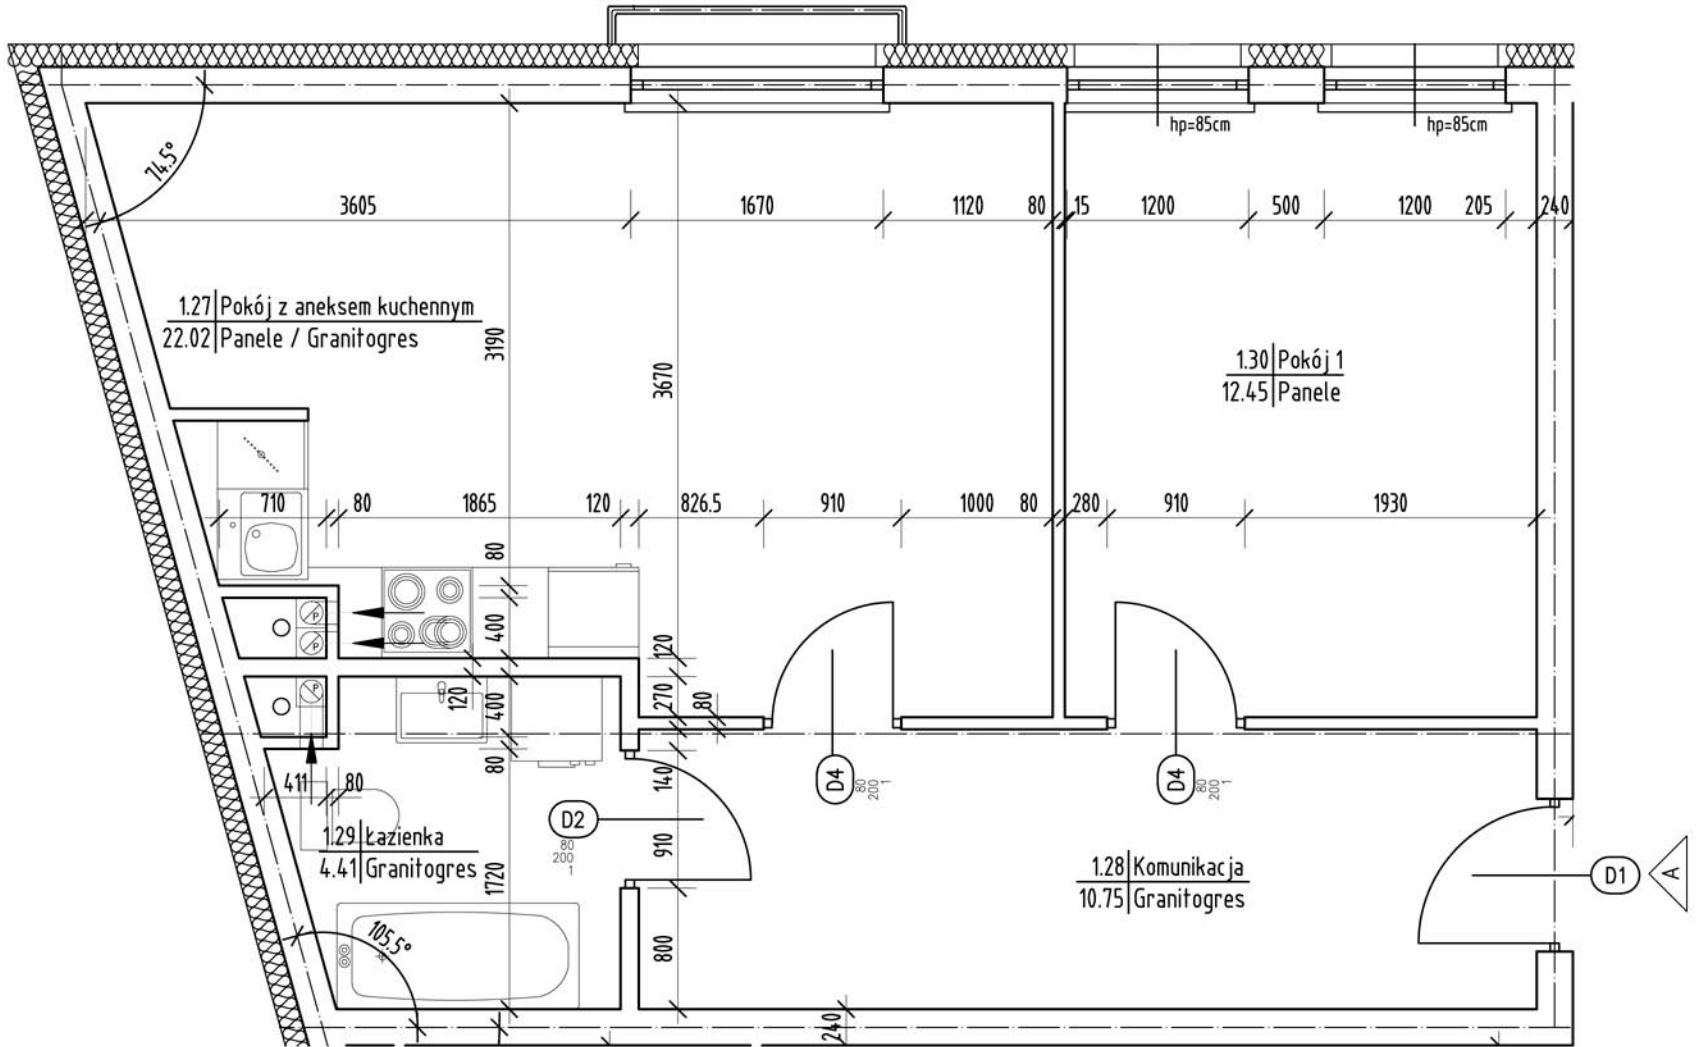 hp=85cm
hp=85cm
74.5°
3605
1670
1120
80
15
1200
500
1200
205
240
1.27 Pokój z aneksem kuchennym
22.02 Panele / Granitogres
3190
3670
1.30 Pokój 1
12.45 Panele
710
80
1865
120
826.5
910
1000
80
280
910
1930
80
400
120
P
P
P
120
400
270
80
80
140
411
80
D4
80
200
1
D4
80
200
1
D2
80
200
1
910
1.29 Łazienka
4.41 Granitogres
1720
1.28 Komunikacja
10.75 Granitogres
D1
A
105.5°
800
240